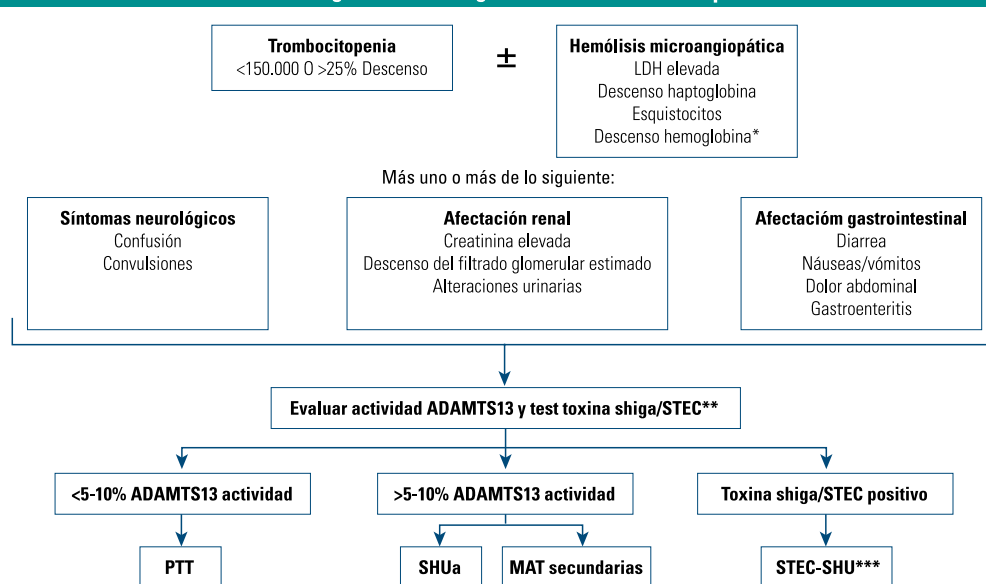 Trombocitopenia
<150.000 O >25% Descenso
±
Hemólisis microangiopática
LDH elevada
Descenso haptoglobina
Esquistocitos
Descenso hemoglobina*
Más uno o más de lo siguiente:
Síntomas neurológicos
Confusión
Convulsiones
Afectación renal
Creatinina elevada
Descenso del filtrado glomerular estimado
Alteraciones urinarias
Afectacióm gastrointestinal
Diarrea
Náuseas/vómitos
Dolor abdominal
Gastroenteritis
Evaluar actividad ADAMTS13 y test toxina shiga/STEC**
<5-10% ADAMTS13 actividad
>5-10% ADAMTS13 actividad
Toxina shiga/STEC positivo
PTT
SHUa
MAT secundarias
STEC-SHU***